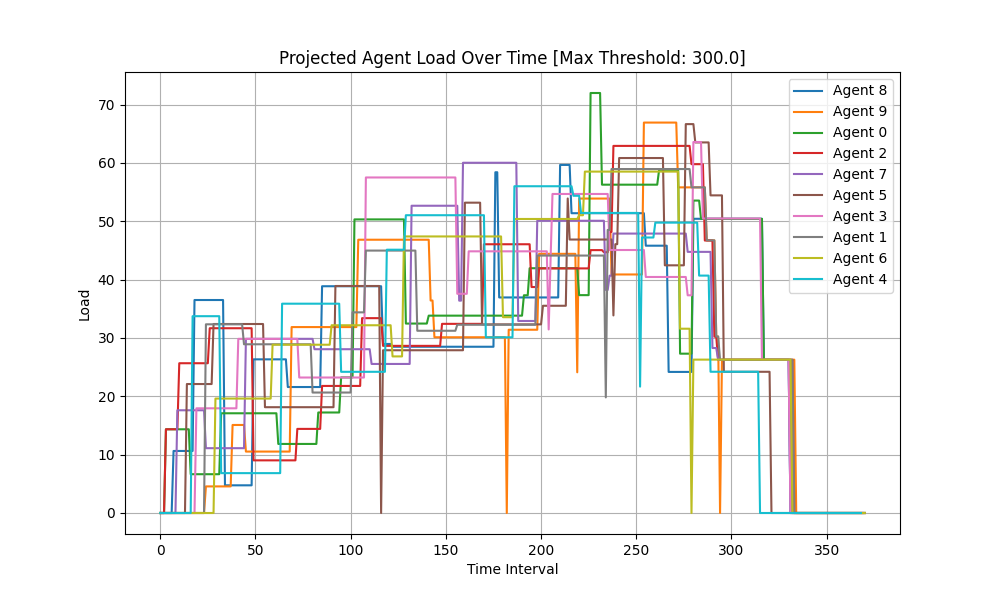 Projected Agent Load Over Time [Max Threshold: 300.0]
Load
70
60
50
40
30
20
10
0
0 50 100 150 200 250 300 350
Time Interval
Agent 8
Agent 9
Agent 0
Agent 2
Agent 7
Agent 5
Agent 3
Agent 1
Agent 6
Agent 4